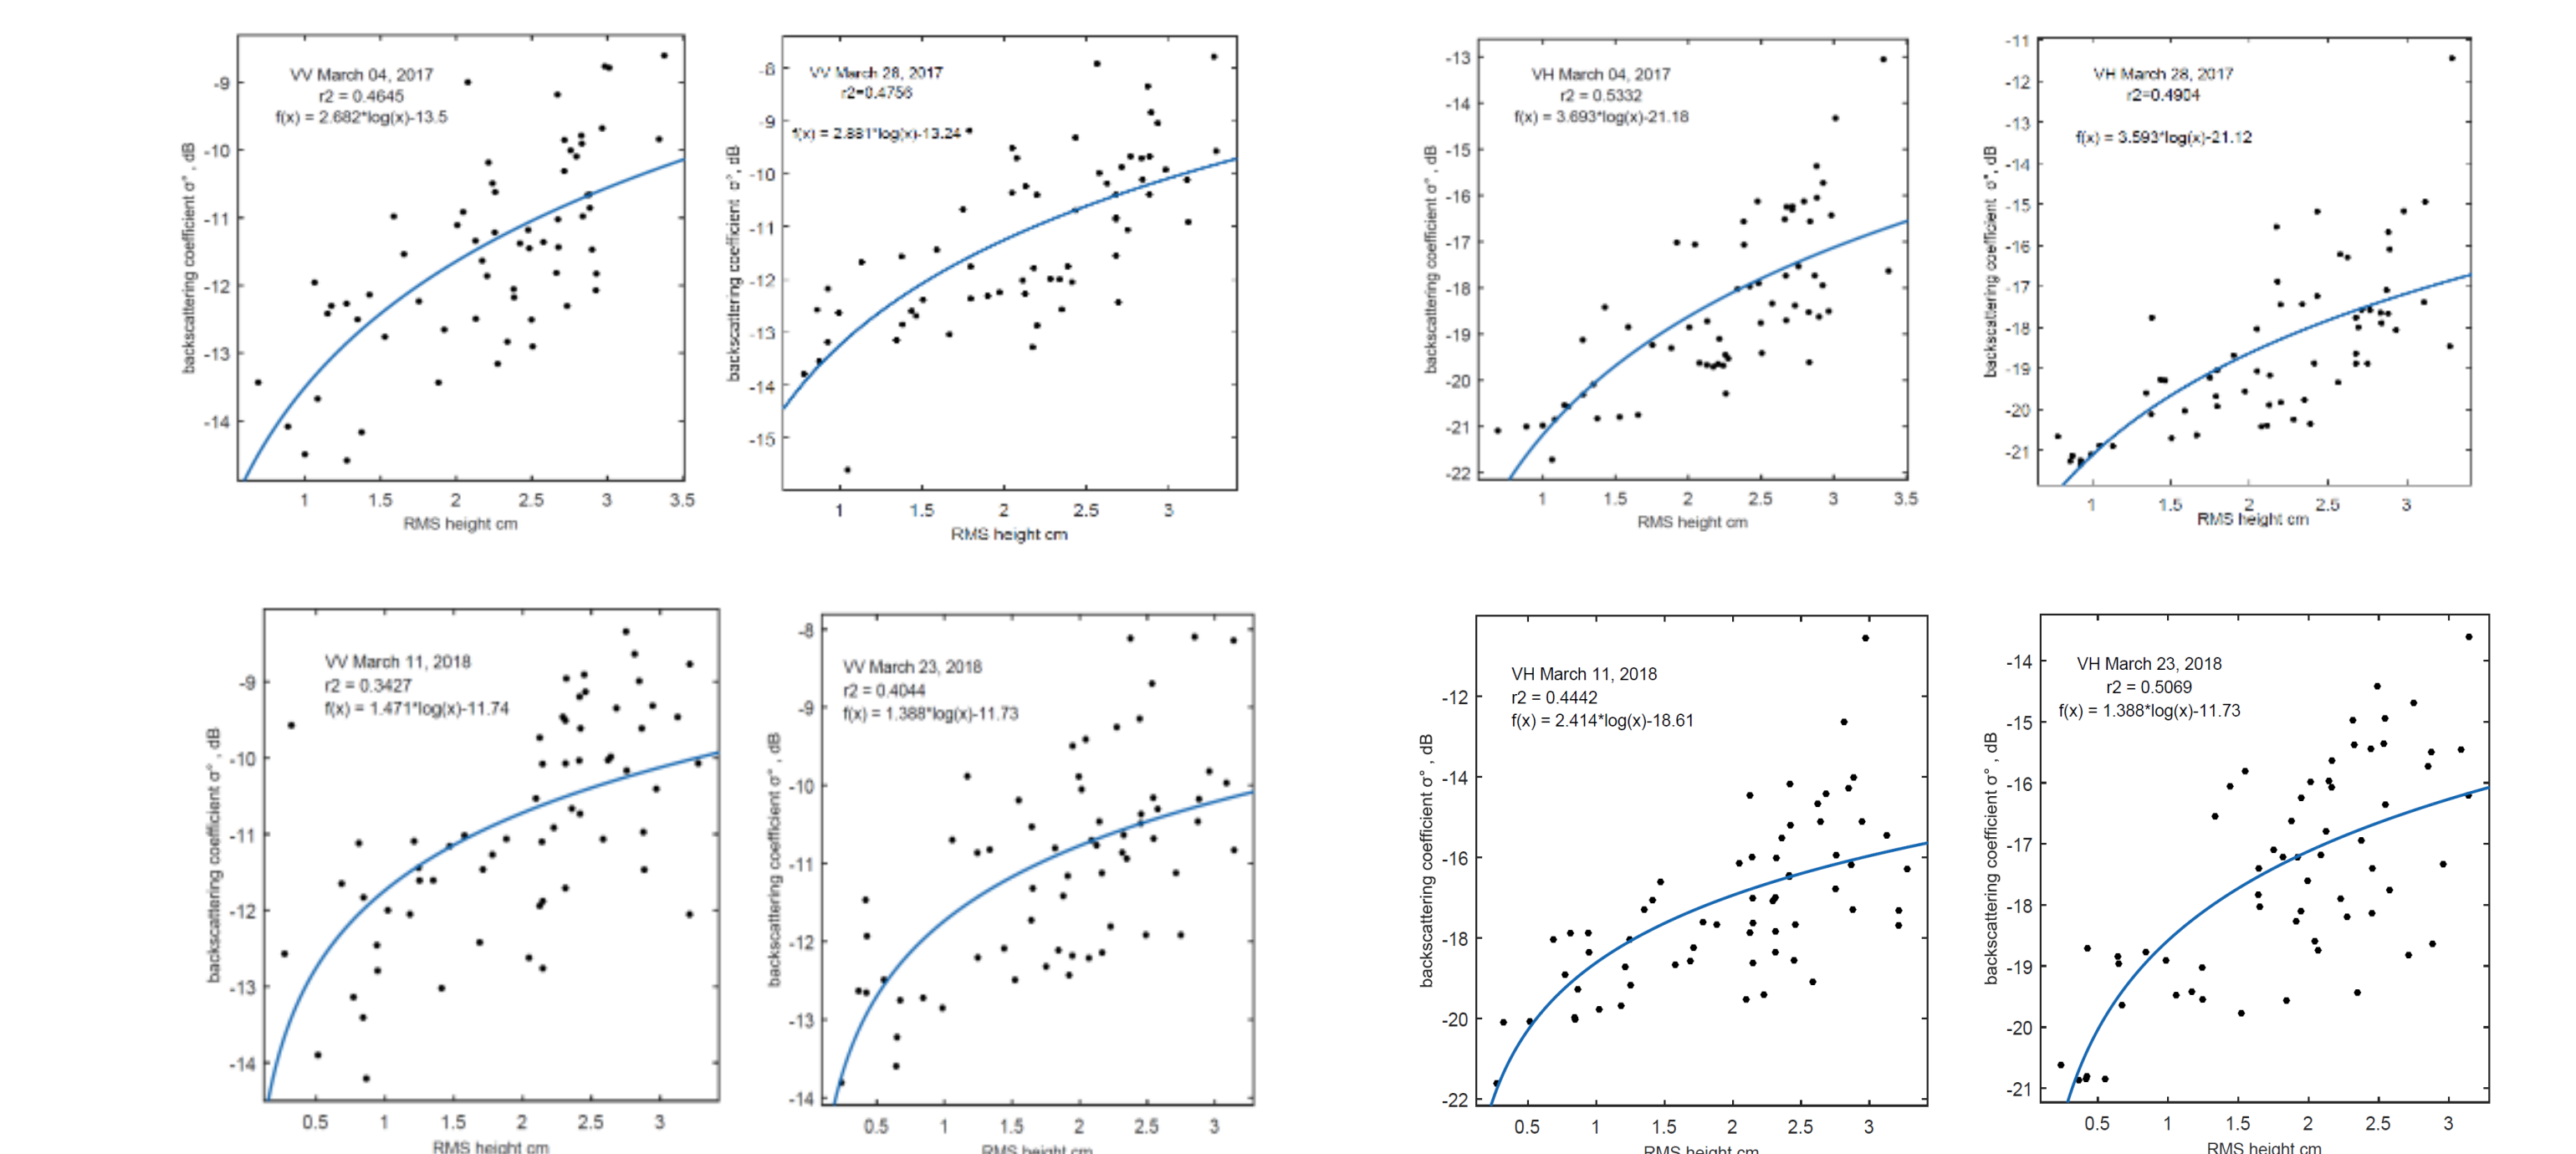 VV March 04, 2017
r2 = 0.4645
f(x) = 2.682*log(x)-13.5
backscattering coefficient σ° , dB
-9
-10
-11
-12
-13
-14
1
1.5
2
2.5
3
3.5
RMS height cm
VV March 28, 2017
r2=0.4756
f(x) = 2.881*log(x)-13.24
backscattering coefficient σ°, dB
-8
-9
-10
-11
-12
-13
-14
-15
1
1.5
2
2.5
3
RMS height cm
VH March 04, 2017
r2 = 0.5332
f(x) = 3.693*log(x)-21.18
backscattering coefficient σ° , dB
-13
-14
-15
-16
-17
-18
-19
-20
-21
-22
1
1.5
2
2.5
3
3.5
RMS height cm
VH March 28, 2017
r2=0.4904
f(x) = 3.593*log(x)-21.12
backscattering coefficient σ°, dB
-11
-12
-13
-14
-15
-16
-17
-18
-19
-20
-21
1
1.5
2
2.5
3
RMS height cm
VV March 11, 2018
r2 = 0.3427
f(x) = 1.471*log(x)-11.74
backscattering coefficient σ° , dB
-9
-10
-11
-12
-13
-14
0.5
1
1.5
2
2.5
3
RMS height cm
VV March 23, 2018
r2 = 0.4044
f(x) = 1.388*log(x)-11.73
backscattering coefficient σ° , dB
-8
-9
-10
-11
-12
-13
-14
0.5
1
1.5
2
2.5
3
RMS height cm
VH March 11, 2018
r2 = 0.4442
f(x) = 2.414*log(x)-18.61
backscattering coefficient σ° , dB
-12
-14
-16
-18
-20
-22
0.5
1
1.5
2
2.5
3
RMS height cm
VH March 23, 2018
r2 = 0.5069
f(x) = 1.388*log(x)-11.73
backscattering coefficient σ° , dB
-14
-15
-16
-17
-18
-19
-20
-21
0.5
1
1.5
2
2.5
3
RMS height cm